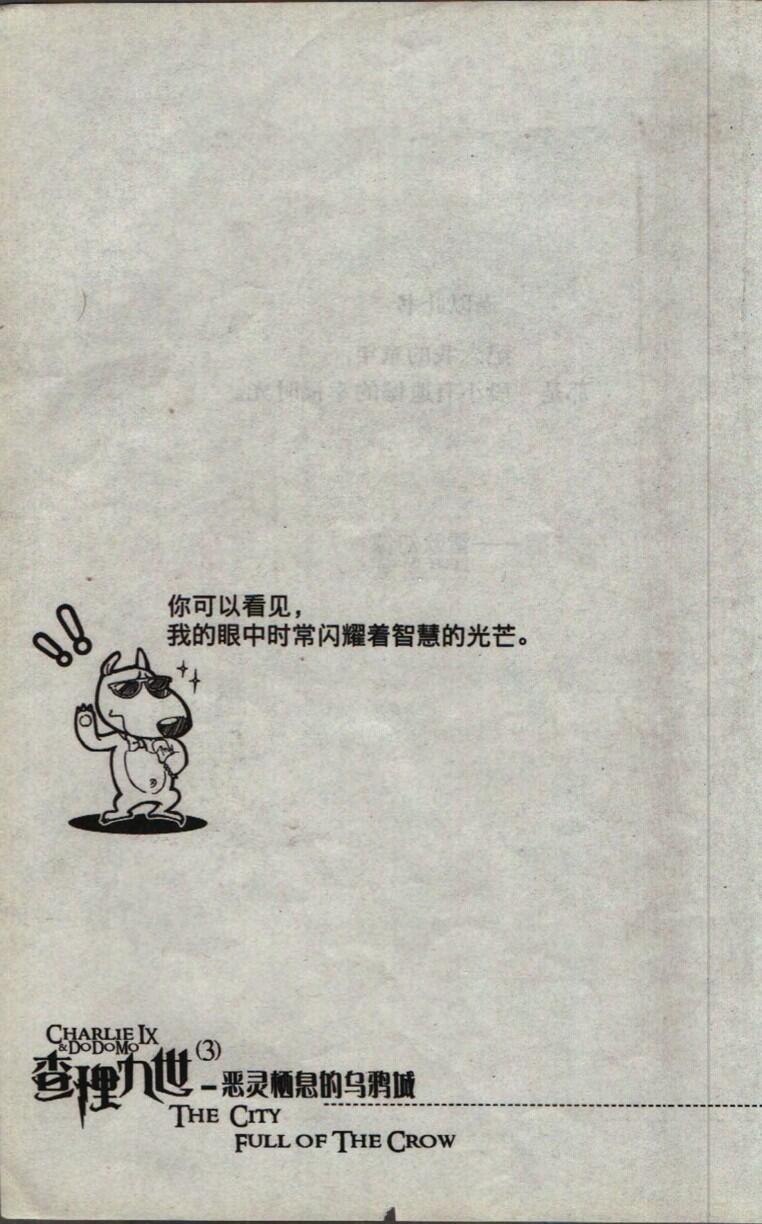 你可以看见，
我的眼中时常闪耀着智慧的光芒。
CHARLIE IX
&DODOMO
查理九世(3)－恶灵栖息的乌鸦城
THE CITY
FULL OF THE CROW